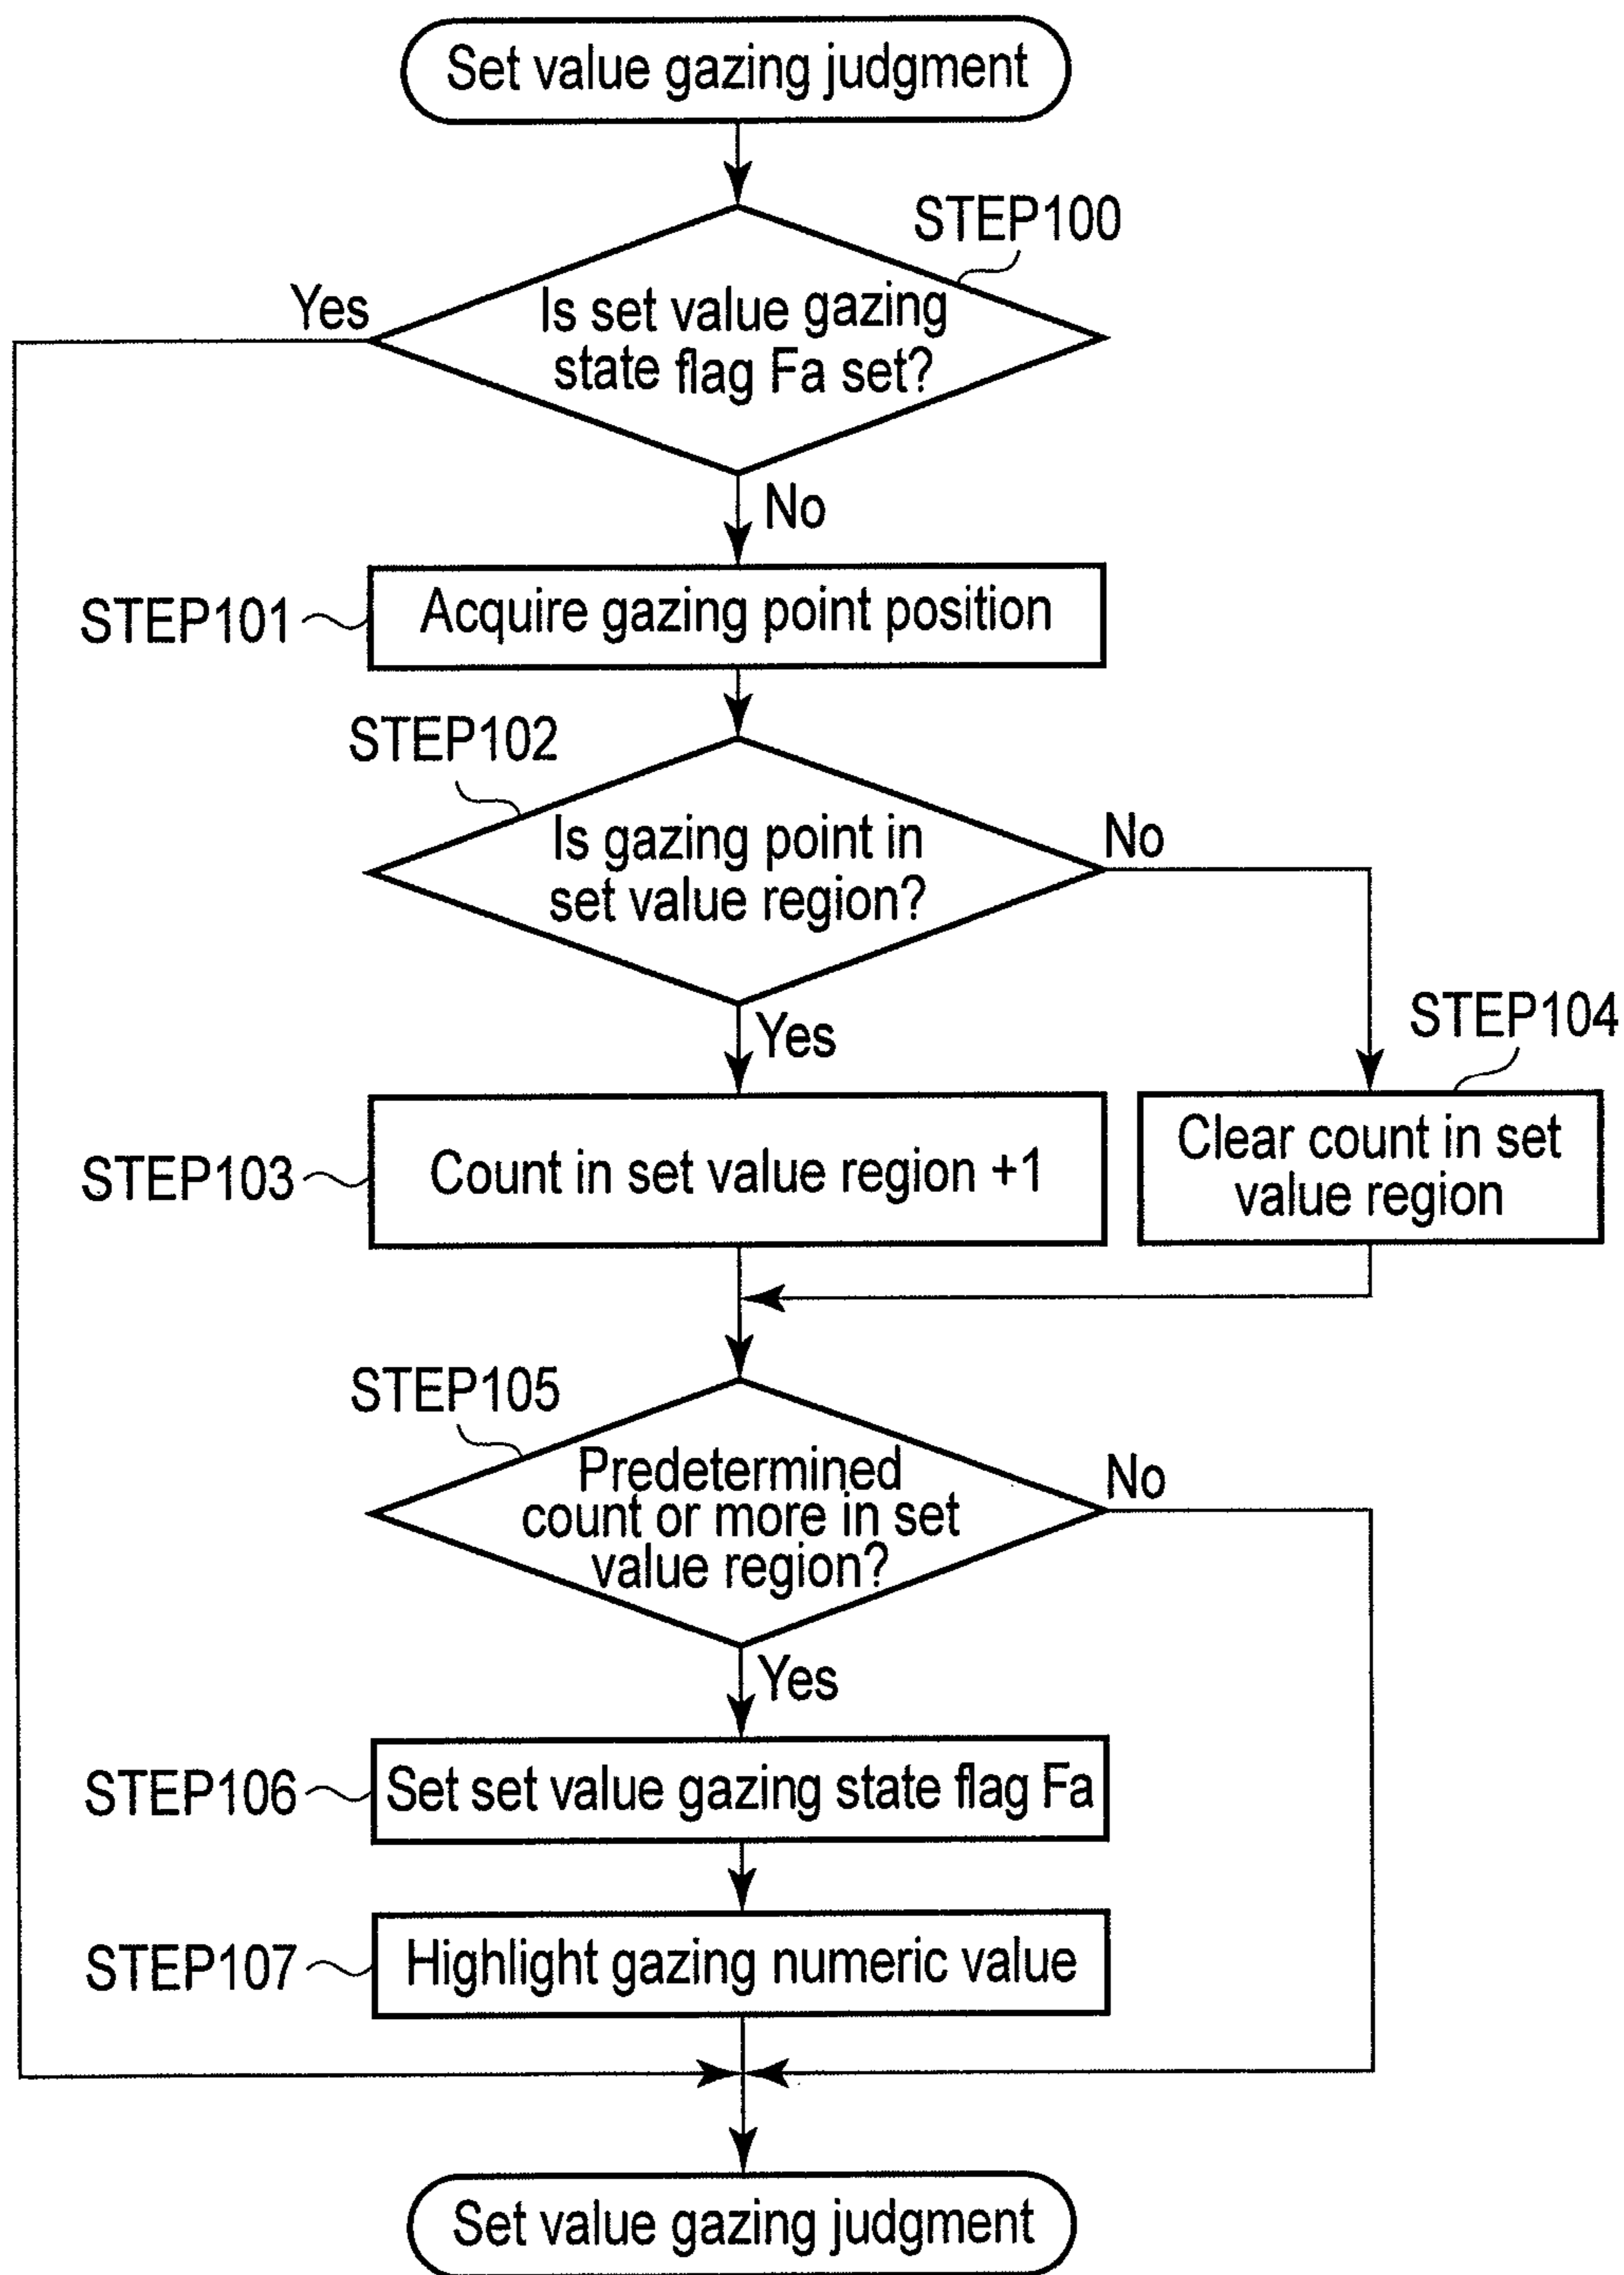 Set value gazing judgment
STEP100
Yes
Is set value gazing
state flag Fa set?
No
STEP101
Acquire gazing point position
STEP102
Is gazing point in
set value region?
No
Yes
STEP104
STEP103
Count in set value region +1
Clear count in set
value region
STEP105
Predetermined
count or more in set
value region?
No
Yes
STEP106
Set set value gazing state flag Fa
STEP107
Highlight gazing numeric value
Set value gazing judgment